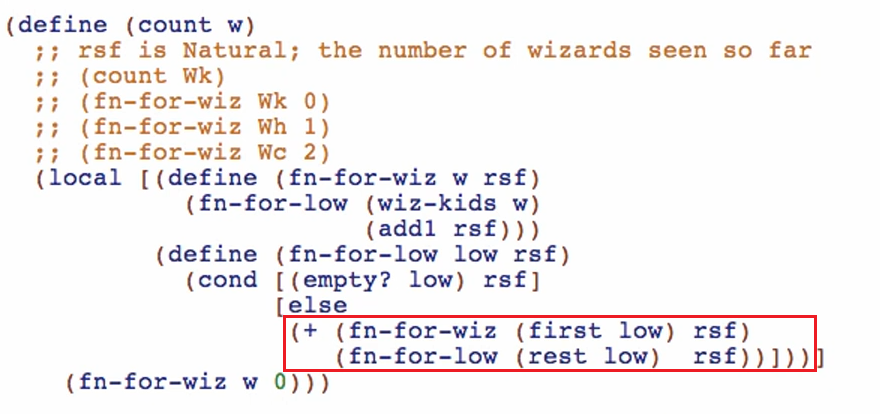 (define (count w)
;; rsf is Natural; the number of wizards seen so far
;; (count Wk)
;; (fn-for-wiz Wk 0)
;; (fn-for-wiz Wh 1)
;; (fn-for-wiz Wc 2)
(local [(define (fn-for-wiz w rsf)
(fn-for-low (wiz-kids w)
(add1 rsf)))
(define (fn-for-low low rsf)
(cond [(empty? low) rsf]
[else
(+ (fn-for-wiz (first low) rsf)
(fn-for-low (rest low) rsf))]))]
(fn-for-wiz w 0)))